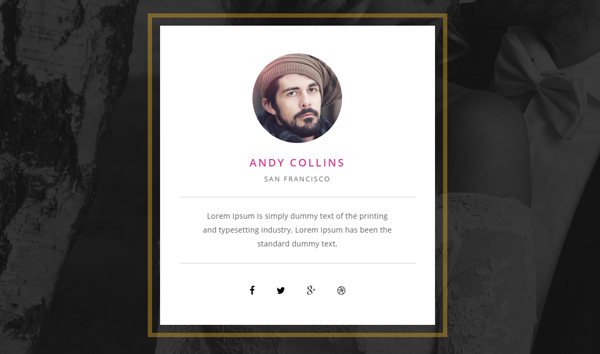 ANDY COLLINS
SAN FRANCISCO
Lorem Ipsum is simply dummy text of the printing
and typesetting industry. Lorem Ipsum has been the
standard dummy text.